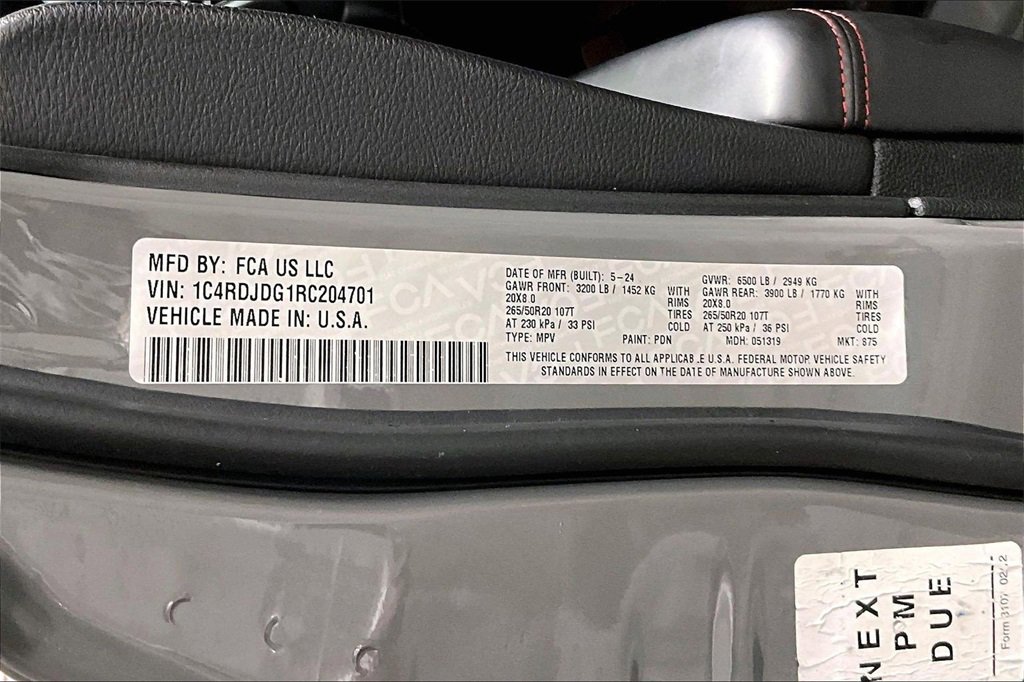 MFD BY: FCA US LLC
VIN: 1C4RDJDG1RC204701
VEHICLE MADE IN: U.S.A.
DATE OF MFR (BUILT): 5-24
GAWR FRONT: 3200 LB / 1452 KG WITH
20X8.0 RIMS
265/50R20 107T TIRES
AT 230 kPa / 33 PSI COLD
TYPE: MPV PAINT: PDN
GVWR: 6500 LB / 2949 KG
GAWR REAR: 3900 LB / 1770 KG WITH
20X8.0 RIMS
265/50R20 107T TIRES
AT 250 kPa / 36 PSI COLD
MDH: 051319 MKT: 875
THIS VEHICLE CONFORMS TO ALL APPLICAB.E U.S.A. FEDERAL MOTOR VEHICLE SAFETY
STANDARDS IN EFFECT ON THE DATE OF MANUFACTURE SHOWN ABOVE.
NEXT
PM
DUE
Form